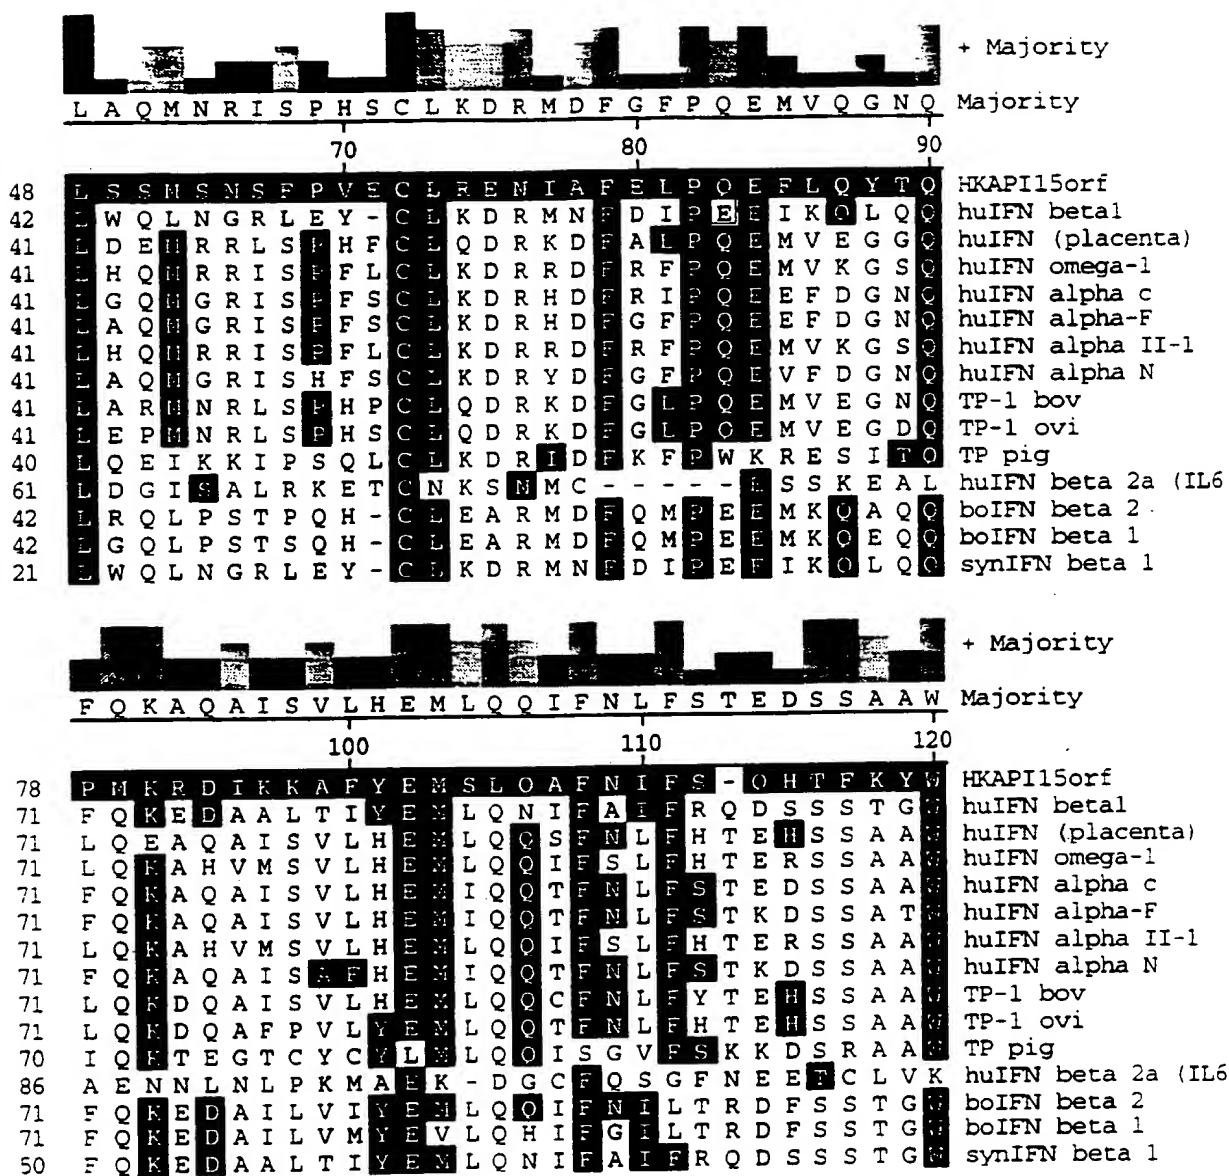 + Majority
L A Q M N R I S P H S C L K D R M D F G F P Q E M V Q G N Q Majority
70 80 90
48 L S S M S N S F P V E C L R E N I A F E L P Q E F L Q Y T Q HKAPI15orf
42 L W Q L N G R L E Y - C L K D R M N F D I P E E I K Q L Q Q huIFN beta1
41 L D E M R R L S P H F C L Q D R K D F A L P Q E M V E G G Q huIFN (placenta)
41 L H Q M R R I S P F L C L K D R R D F R F P Q E M V K G S Q huIFN omega-1
41 L G Q M G R I S P F S C L K D R H D F R I P Q E E F D G N Q huIFN alpha c
41 L A Q M G R I S P F S C L K D R H D F G F P Q E E F D G N Q huIFN alpha-F
41 L H Q M R R I S P F L C L K D R R D F R F P Q E M V K G S Q huIFN alpha II-1
41 L A Q M G R I S H F S C L K D R Y D F G F P Q E V F D G N Q huIFN alpha N
41 L A R M N R L S P H P C L Q D R K D F G L P Q E M V E G N Q TP-1 bov
41 L E P M N R L S P H S C L Q D R K D F G L P Q E M V E G D Q TP-1 ovi
40 L Q E I K K I P S Q L C L K D R I D F K F P W K R E S I T Q TP pig
61 L D G I S A L R K E T C N K S N M C - - - - - E S S K E A L huIFN beta 2a (IL6
42 L R Q L P S T P Q H - C L E A R M D F Q M P E E M K Q A Q Q boIFN beta 2
42 L G Q L P S T S Q H - C L E A R M D F Q M P E E M K Q E Q Q boIFN beta 1
21 L W Q L N G R L E Y - C L K D R M N F D I P E F I K Q L Q Q synIFN beta 1
+ Majority
F Q K A Q A I S V L H E M L Q Q I F N L F S T E D S S A A W Majority
100 110 120
78 P M K R D I K K A F Y E M S L Q A F N I F S - Q H T F K Y W HKAPI15orf
71 F Q K E D A A L T I Y E M L Q N I F A I F R Q D S S S T G W huIFN beta1
71 L Q E A Q A I S V L H E M L Q Q S F N L F H T E H S S A A W huIFN (placenta)
71 L Q K A H V M S V L H E M L Q Q I F S L F H T E R S S A A W huIFN omega-1
71 F Q K A Q A I S V L H E M I Q Q T F N L F S T E D S S A A W huIFN alpha c
71 F Q K A Q A I S V L H E M I Q Q T F N L F S T K D S S A T W huIFN alpha-F
71 L Q K A H V M S V L H E M L Q Q I F S L F H T E R S S A A W huIFN alpha II-1
71 F Q K A Q A I S A F H E M I Q Q T F N L F S T K D S S A A W huIFN alpha N
71 L Q K D Q A I S V L H E M L Q Q C F N L F Y T E H S S A A W TP-1 bov
71 L Q K D Q A F P V L Y E M L Q Q T F N L F H T E H S S A A W TP-1 ovi
70 I Q K T E G T C Y C Y L M L Q Q I S G V F S K K D S R A A W TP pig
86 A E N N L N L P K M A E K - D G C F Q S G F N E E T C L V K huIFN beta 2a (IL6
71 F Q K E D A I L V I Y E M L Q Q I F N I L T R D F S S T G W boIFN beta 2
71 F Q K E D A I L V M Y E V L Q H I F G I L T R D F S S T G W boIFN beta 1
50 F Q K E D A A L T I Y E M L Q N I F A I F R Q D S S S T G W synIFN beta 1